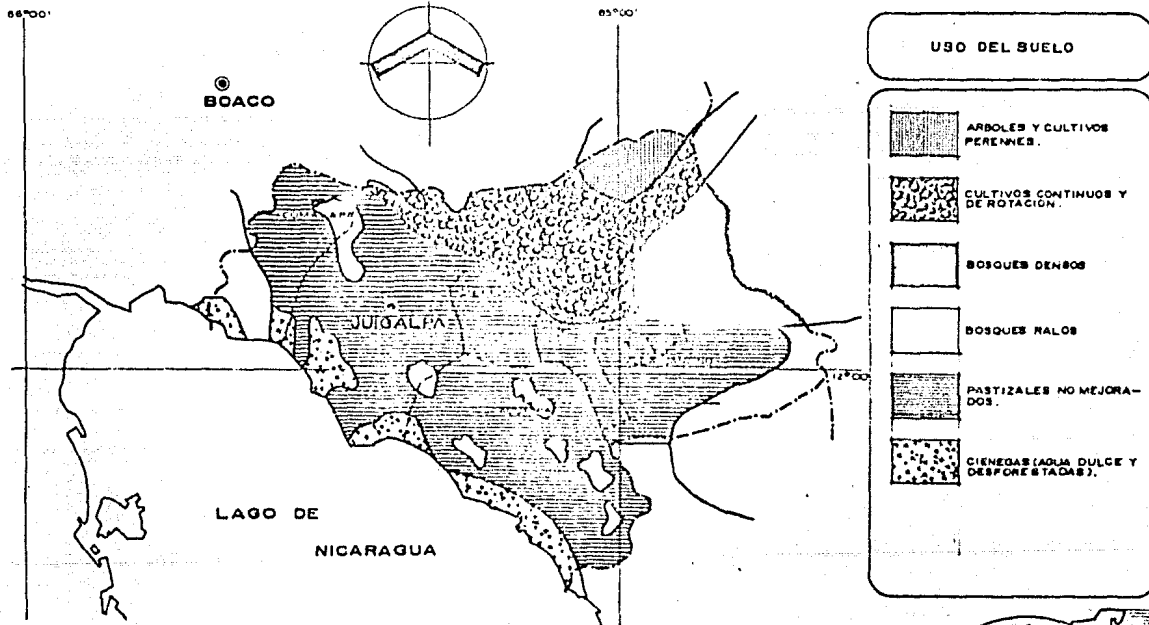 86°00'
85°00'
BOACO
JUIGALPA
12°00'
LAGO DE
NICARAGUA
USO DEL SUELO
ARBOLES Y CULTIVOS
PERENNES.
CULTIVOS CONTINUOS Y
DE ROTACION.
BOSQUES DENSOS
BOSQUES RALOS
PASTIZALES NO MEJORA-
DOS.
CIENEGAS (AGUA DULCE Y
DESFORESTADAS).